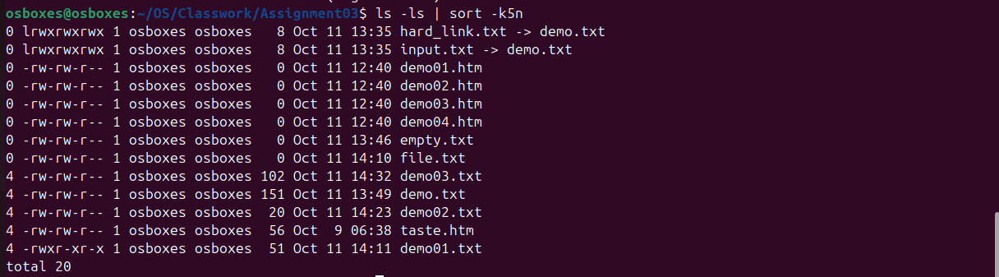 osboxes@osboxes:~/OS/Classwork/Assignment03$ ls -ls | sort -k5n
0 lrwxrwxrwx 1 osboxes osboxes   8 Oct 11 13:35 hard_link.txt -> demo.txt
0 lrwxrwxrwx 1 osboxes osboxes   8 Oct 11 13:35 input.txt -> demo.txt
0 -rw-rw-r-- 1 osboxes osboxes   0 Oct 11 12:40 demo01.htm
0 -rw-rw-r-- 1 osboxes osboxes   0 Oct 11 12:40 demo02.htm
0 -rw-rw-r-- 1 osboxes osboxes   0 Oct 11 12:40 demo03.htm
0 -rw-rw-r-- 1 osboxes osboxes   0 Oct 11 12:40 demo04.htm
0 -rw-rw-r-- 1 osboxes osboxes   0 Oct 11 13:46 empty.txt
0 -rw-rw-r-- 1 osboxes osboxes   0 Oct 11 14:10 file.txt
4 -rw-rw-r-- 1 osboxes osboxes 102 Oct 11 14:32 demo03.txt
4 -rw-rw-r-- 1 osboxes osboxes 151 Oct 11 13:49 demo.txt
4 -rw-rw-r-- 1 osboxes osboxes  20 Oct 11 14:23 demo02.txt
4 -rw-rw-r-- 1 osboxes osboxes  56 Oct  9 06:38 taste.htm
4 -rwxr-xr-x 1 osboxes osboxes  51 Oct 11 14:11 demo01.txt
total 20